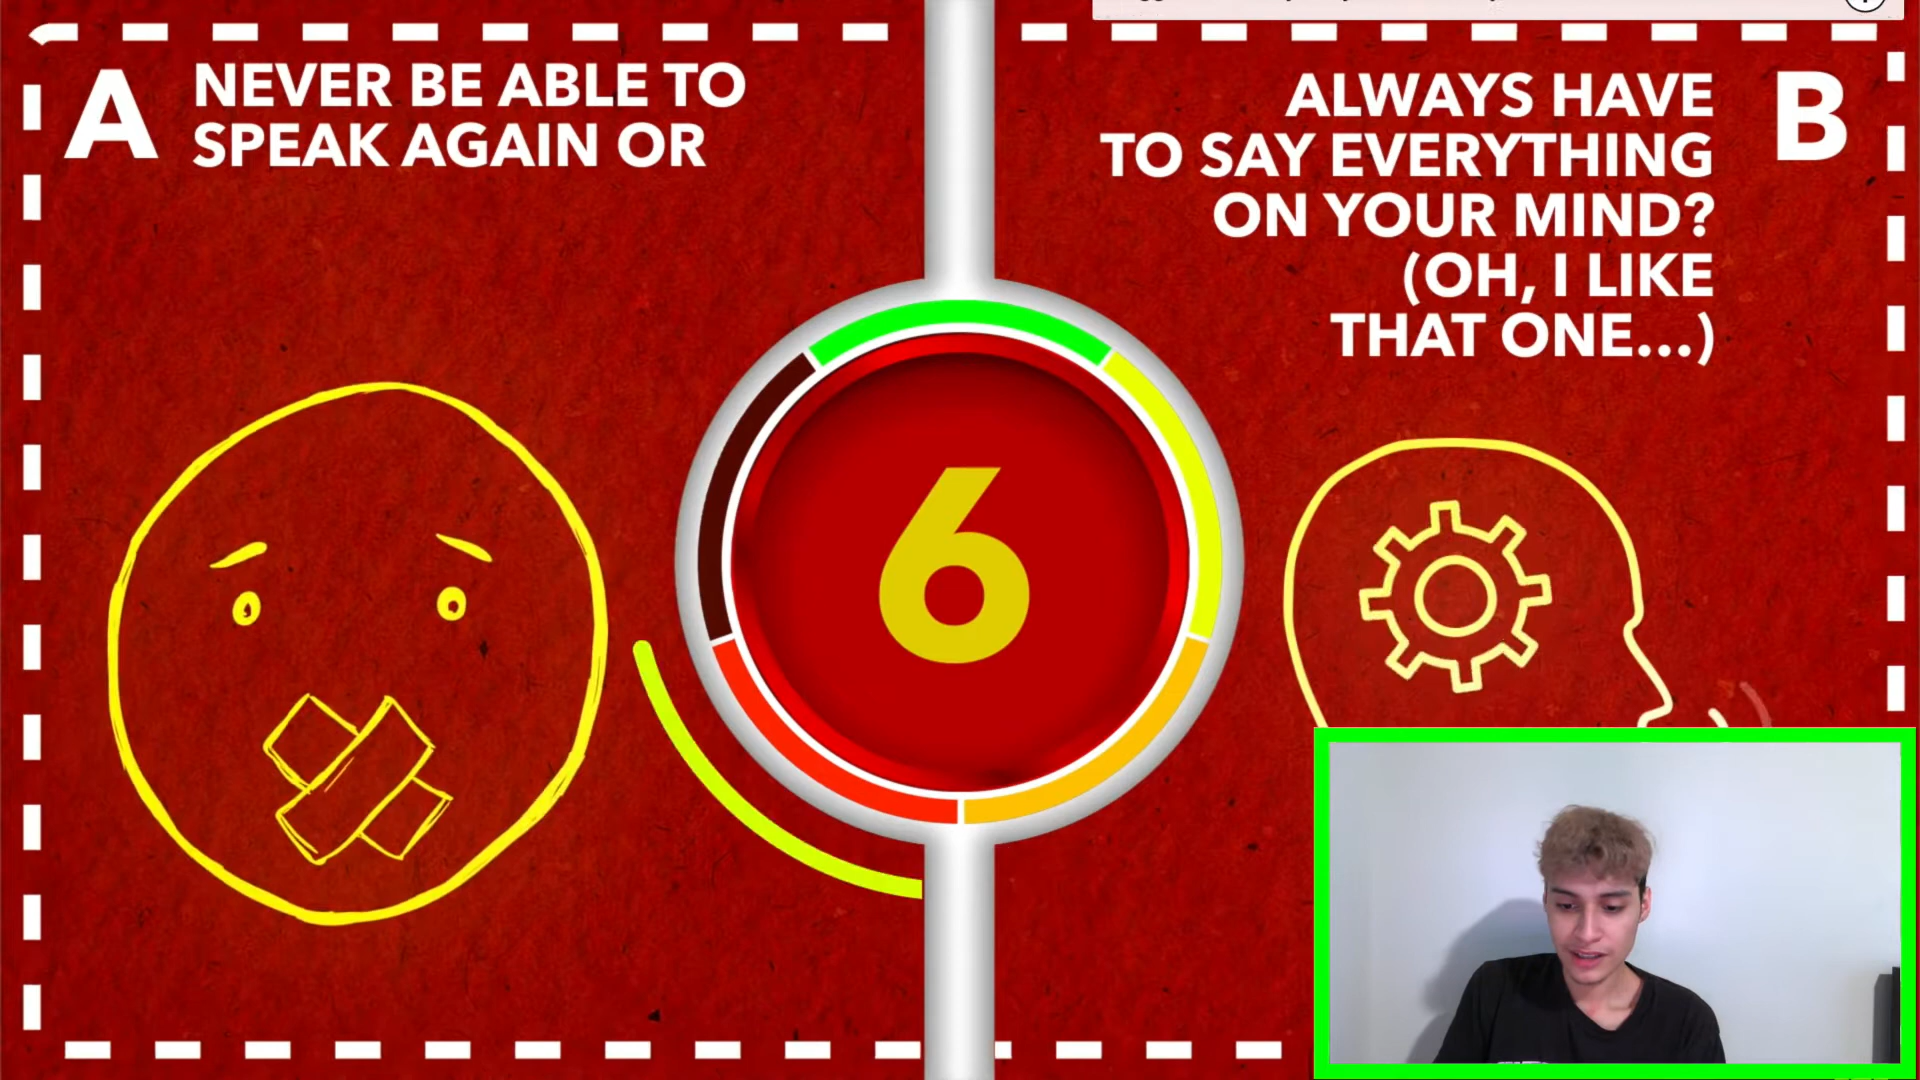 A
NEVER BE ABLE TO
SPEAK AGAIN OR
B
ALWAYS HAVE
TO SAY EVERYTHING
ON YOUR MIND?
(OH, I LIKE
THAT ONE...)
6